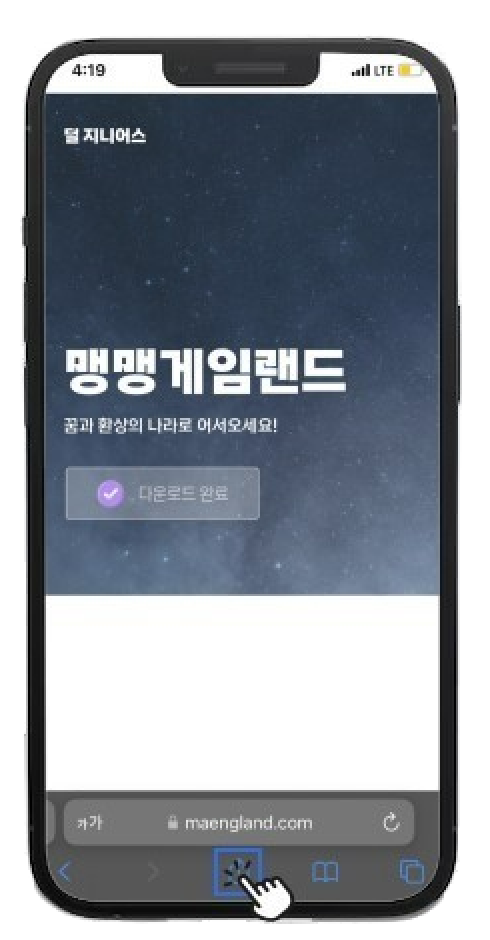 4:19
LTE
덜 지니어스
맹맹게임랜드
꿈과 환상의 나라로 어서오세요!
다운로드 완료
가가 maengland.com